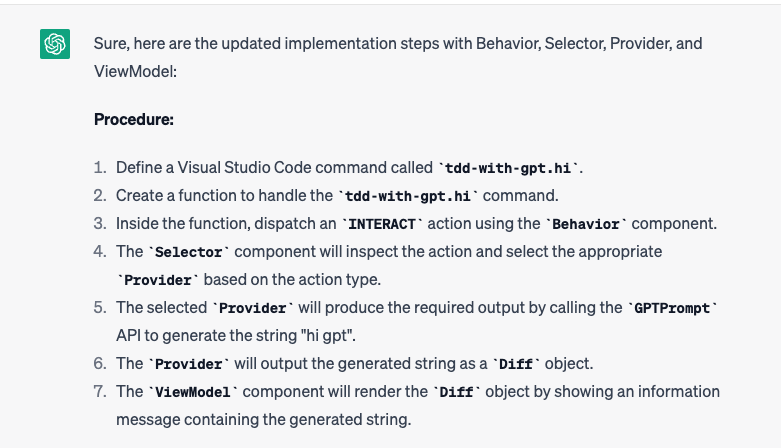 Sure, here are the updated implementation steps with Behavior, Selector, Provider, and
ViewModel:
Procedure:
1. Define a Visual Studio Code command called `tdd-with-gpt.hi`.
2. Create a function to handle the `tdd-with-gpt.hi` command.
3. Inside the function, dispatch an `INTERACT` action using the `Behavior` component.
4. The `Selector` component will inspect the action and select the appropriate
`Provider` based on the action type.
5. The selected `Provider` will produce the required output by calling the `GPTPrompt`
API to generate the string "hi gpt".
6. The `Provider` will output the generated string as a `Diff` object.
7. The `ViewModel` component will render the `Diff` object by showing an information
message containing the generated string.